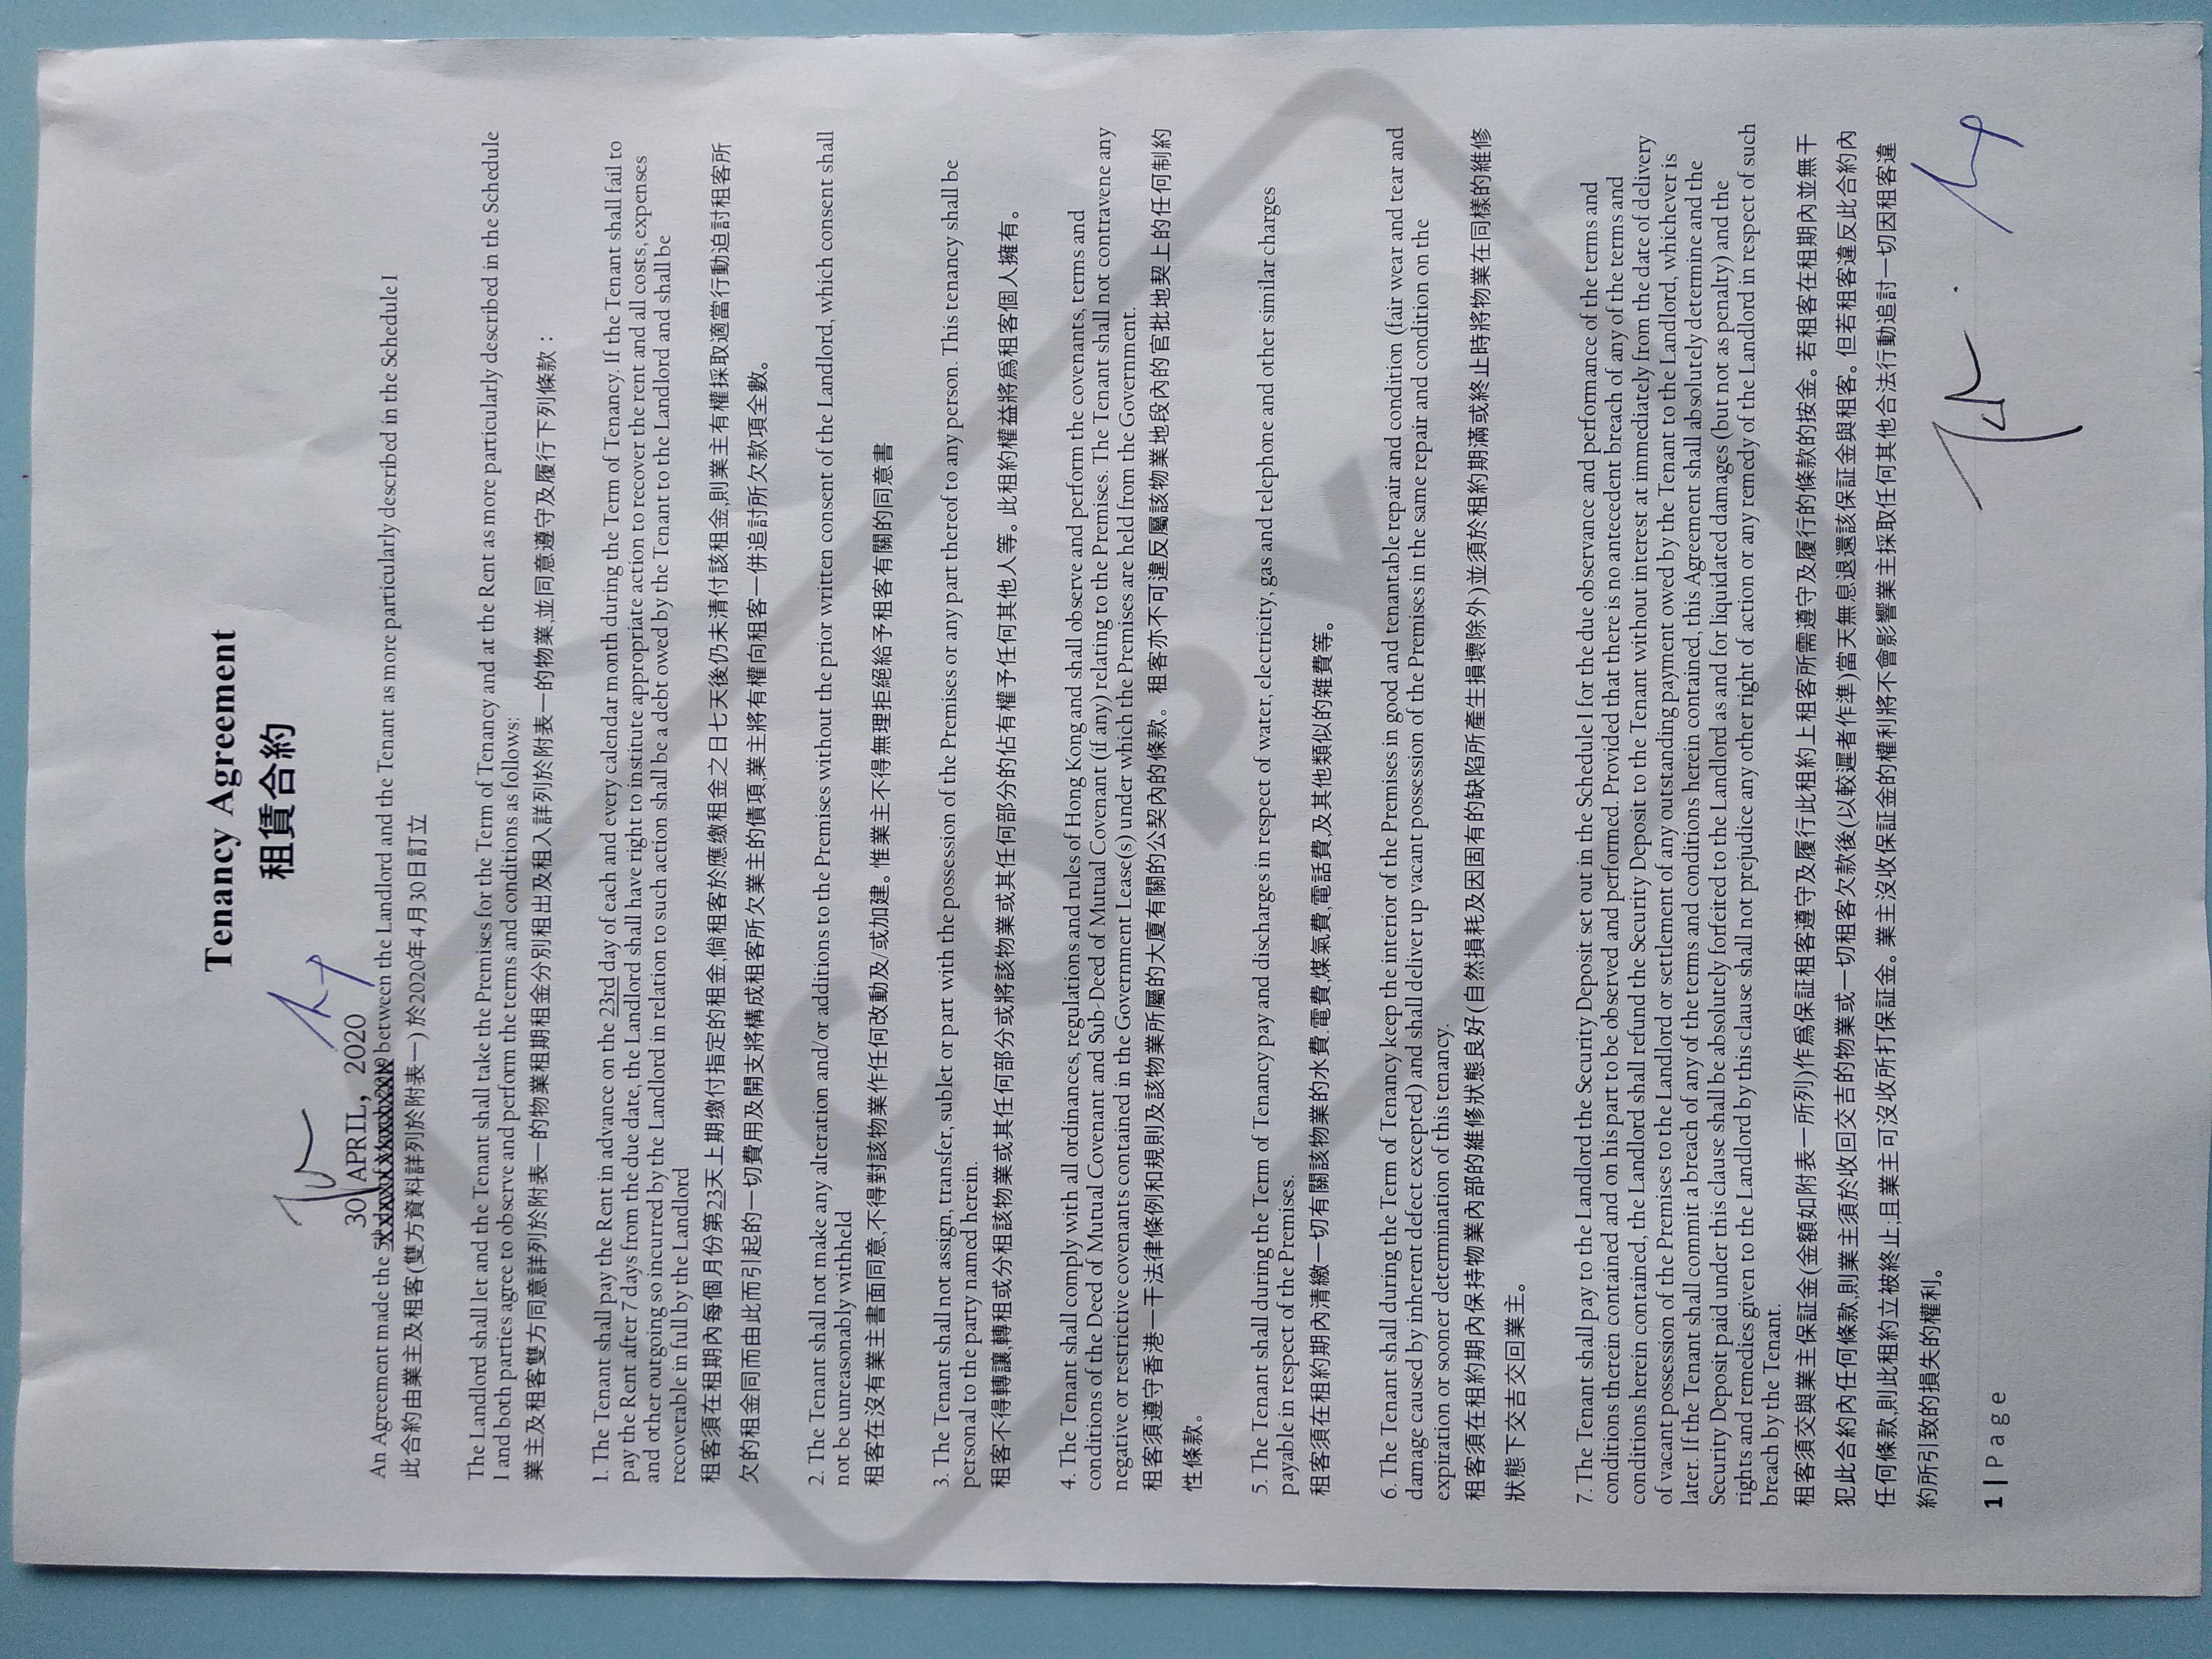 Tenancy Agreement
租賃合約
30 APRIL, 2020
An Agreement made the between the Landlord and the Tenant as more particularly described in the Schedule I
此合約由業主及租客(雙方資料詳列於附表一) 於2020年4月30日訂立
The Landlord shall let and the Tenant shall take the Premises for the Term of Tenancy and at the Rent as more particularly described in the Schedule
I and both parties agree to observe and perform the terms and conditions as follows:
業主及租客雙方同意詳列於附表一的物業租期租金分別租出及租入詳列於附表一的物業,並同意遵守及履行下列條款：
1. The Tenant shall pay the Rent in advance on the 23rd day of each and every calendar month during the Term of Tenancy. If the Tenant shall fail to
pay the Rent after 7 days from the due date, the Landlord shall have right to institute appropriate action to recover the rent and all costs, expenses
and other outgoing so incurred by the Landlord in relation to such action shall be a debt owed by the Tenant to the Landlord and shall be
recoverable in full by the Landlord
租客須在租期內每個月份第23天上期繳付指定的租金,倘租客於應繳租金之日七天後仍未清付該租金,則業主有權採取適當行動追討租客所
欠的租金同而由此而引起的一切費用及開支將構成租客所欠業主的債項,業主將有權向租客一併追討所欠款項全數。
2. The Tenant shall not make any alteration and/or additions to the Premises without the prior written consent of the Landlord, which consent shall
not be unreasonably withheld
租客在沒有業主書面同意,不得對該物業作任何改動及/或加建。惟業主不得無理拒絕給予租客有關的同意書
3. The Tenant shall not assign, transfer, sublet or part with the possession of the Premises or any part thereof to any person. This tenancy shall be
personal to the party named herein.
租客不得轉讓,轉租或分租該物業或其任何部分或將該物業或其任何部分的佔有權予任何其他人等。此租約權益將為租客個人擁有。
4. The Tenant shall comply with all ordinances, regulations and rules of Hong Kong and shall observe and perform the covenants, terms and
conditions of the Deed of Mutual Covenant and Sub-Deed of Mutual Covenant (if any) relating to the Premises. The Tenant shall not contravene any
negative or restrictive covenants contained in the Government Lease(s) under which the Premises are held from the Government.
租客須遵守香港一干法律條例和規則及該物業所屬的大廈有關的公契內的條款。租客亦不可違反屬該物業地段內的官批地契上的任何制約
性條款。
5. The Tenant shall during the Term of Tenancy pay and discharges in respect of water, electricity, gas and telephone and other similar charges
payable in respect of the Premises.
租客須在租約期內清繳一切有關該物業的水費,電費,煤氣費,電話費,及其他類似的雜費等。
6. The Tenant shall during the Term of Tenancy keep the interior of the Premises in good and tenantable repair and condition (fair wear and tear and
damage caused by inherent defect excepted) and shall deliver up vacant possession of the Premises in the same repair and condition on the
expiration or sooner determination of this tenancy.
租客須在租約期內保持物業內部的維修狀態良好(自然損耗及因固有的缺陷所產生損壞除外)並須於租約期滿或終止時將物業在同樣的維修
狀態下交吉交回業主。
7. The Tenant shall pay to the Landlord the Security Deposit set out in the Schedule I for the due observance and performance of the terms and
conditions therein contained and on his part to be observed and performed. Provided that there is no antecedent breach of any of the terms and
conditions herein contained, the Landlord shall refund the Security Deposit to the Tenant without interest at immediately from the date of delivery
of vacant possession of the Premises to the Landlord or settlement of any outstanding payment owed by the Tenant to the Landlord, whichever is
later. If the Tenant shall commit a breach of any of the terms and conditions herein contained, this Agreement shall absolutely determine and the
Security Deposit paid under this clause shall be absolutely forfeited to the Landlord as and for liquidated damages (but not as penalty) and the
rights and remedies given to the Landlord by this clause shall not prejudice any other right of action or any remedy of the Landlord in respect of such
breach by the Tenant.
租客須交與業主保証金(金額如附表一所列)作為保証租客遵守及履行此租約上租客所需遵守及履行的條款的按金。若租客在租期內並無干
犯此合約內任何條款,則業主須於收回交吉的物業或一切租客欠款後(以較遲者作準)當天無息退還該保証金與租客。但若租客違反此合約內
任何條款,則此租約立被終止;且業主可沒收所打保証金。業主沒收保証金的權利將不會影響業主採取任何其他合法行動追討一切因租客違
約所引致的損失的權利。
1 | Page
COPY